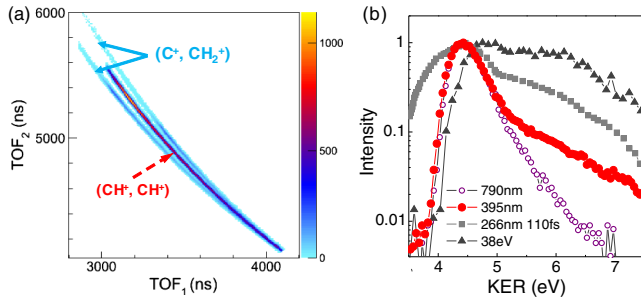 (a)
6000
5000
TOF₂ (ns)
(C⁺, CH₂⁺)
(CH⁺, CH⁺)
3000
4000
TOF₁ (ns)
1000
500
0
(b)
1
0.1
0.01
Intensity
790nm
395nm
266nm 110fs
38eV
4
5
6
7
KER (eV)